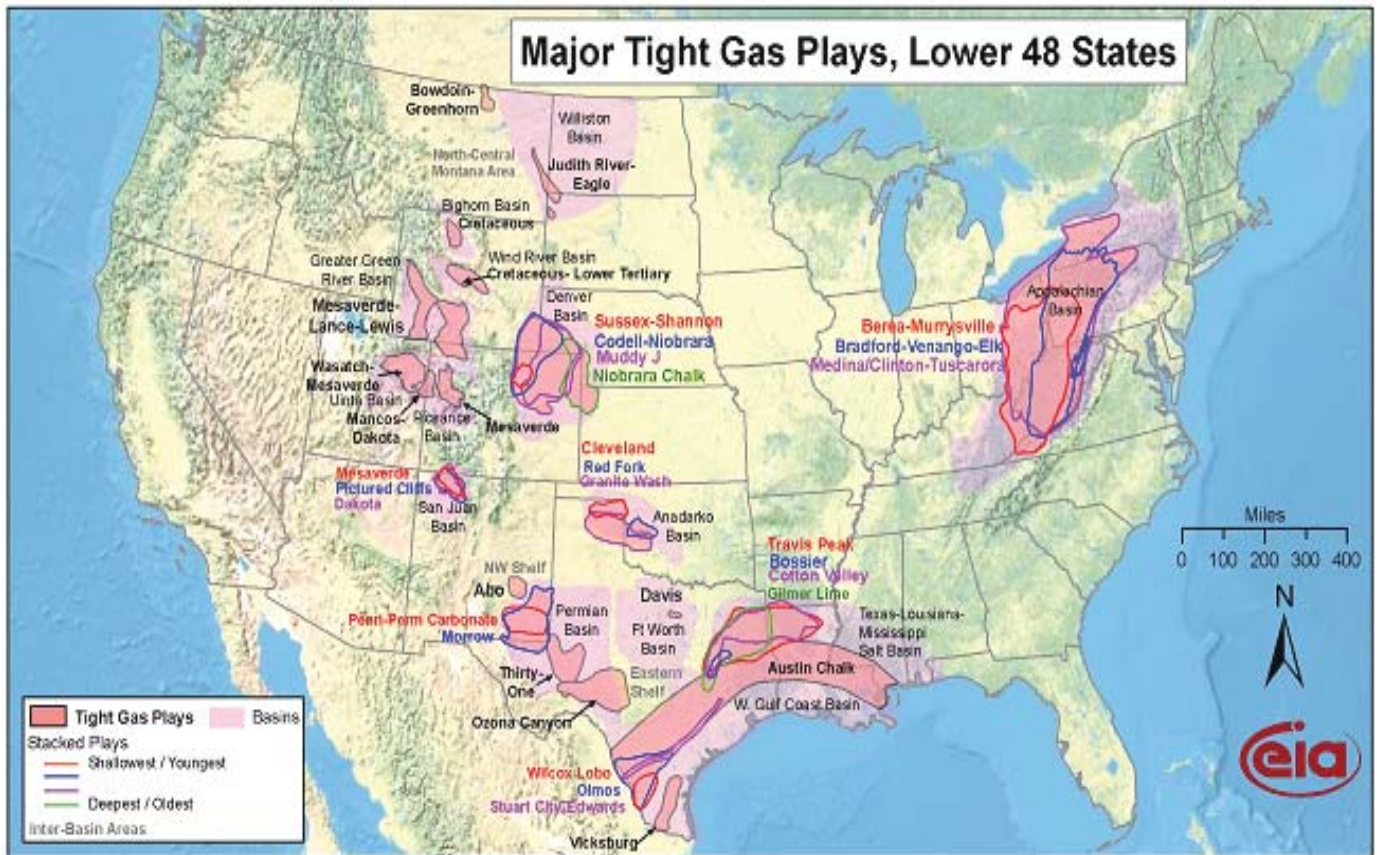 Major Tight Gas Plays, Lower 48 States
Bowdoin-
Greenhorn
Williston
Basin
North-Central
Montana Area
Judith River-
Eagle
Bighorn Basin
Cretaceous
Wind River Basin
Cretaceous- Lower Tertiary
Greater Green
River Basin
Mesaverde-
Lance-Lewis
Denver
Basin
Sussex-Shannon
Codell-Niobrara
Muddy J
Niobrara Chalk
Wasatch-
Mesaverde
Uinta Basin
Mancos-
Dakota
Piceance
Basin
Mesaverde
Appalachian
Basin
Berea-Murrysville
Bradford-Venango-Elk
Medina/Clinton-Tuscarora
Mesaverde
Pictured Cliffs
Dakota
San Juan
Basin
Cleveland
Red Fork
Granite Wash
Anadarko
Basin
Travis Peak
Bossier
Cotton Valley
Gilmer Lime
NW Shelf
Abo
Penn-Perm Carbonate
Morrow
Permian
Basin
Davis
Ft Worth
Basin
Texas-Louisiana-
Mississippi
Salt Basin
Thirty-
One
Eastern
Shelf
Ozona Canyon
Austin Chalk
W. Gulf Coast Basin
Wilcox Lobo
Olmos
Stuart City,Edwards
Vicksburg
Miles
0 100 200 300 400
N
eia
Tight Gas Plays
Basins
Stacked Plays
Shallowest / Youngest
Deepest / Oldest
Inter-Basin Areas